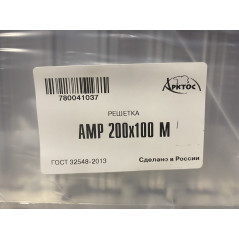 780041037
АРКТОС
РЕШЕТКА
АМР 200х100 М
ГОСТ 32548-2013
Сделано в России